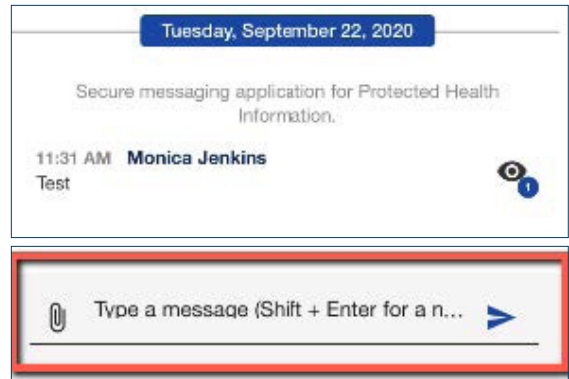 Tuesday, September 22, 2020
Secure messaging application for Protected Health
Information.
11:31 AM Monica Jenkins
Test
1
Type a message (Shift + Enter for a n...